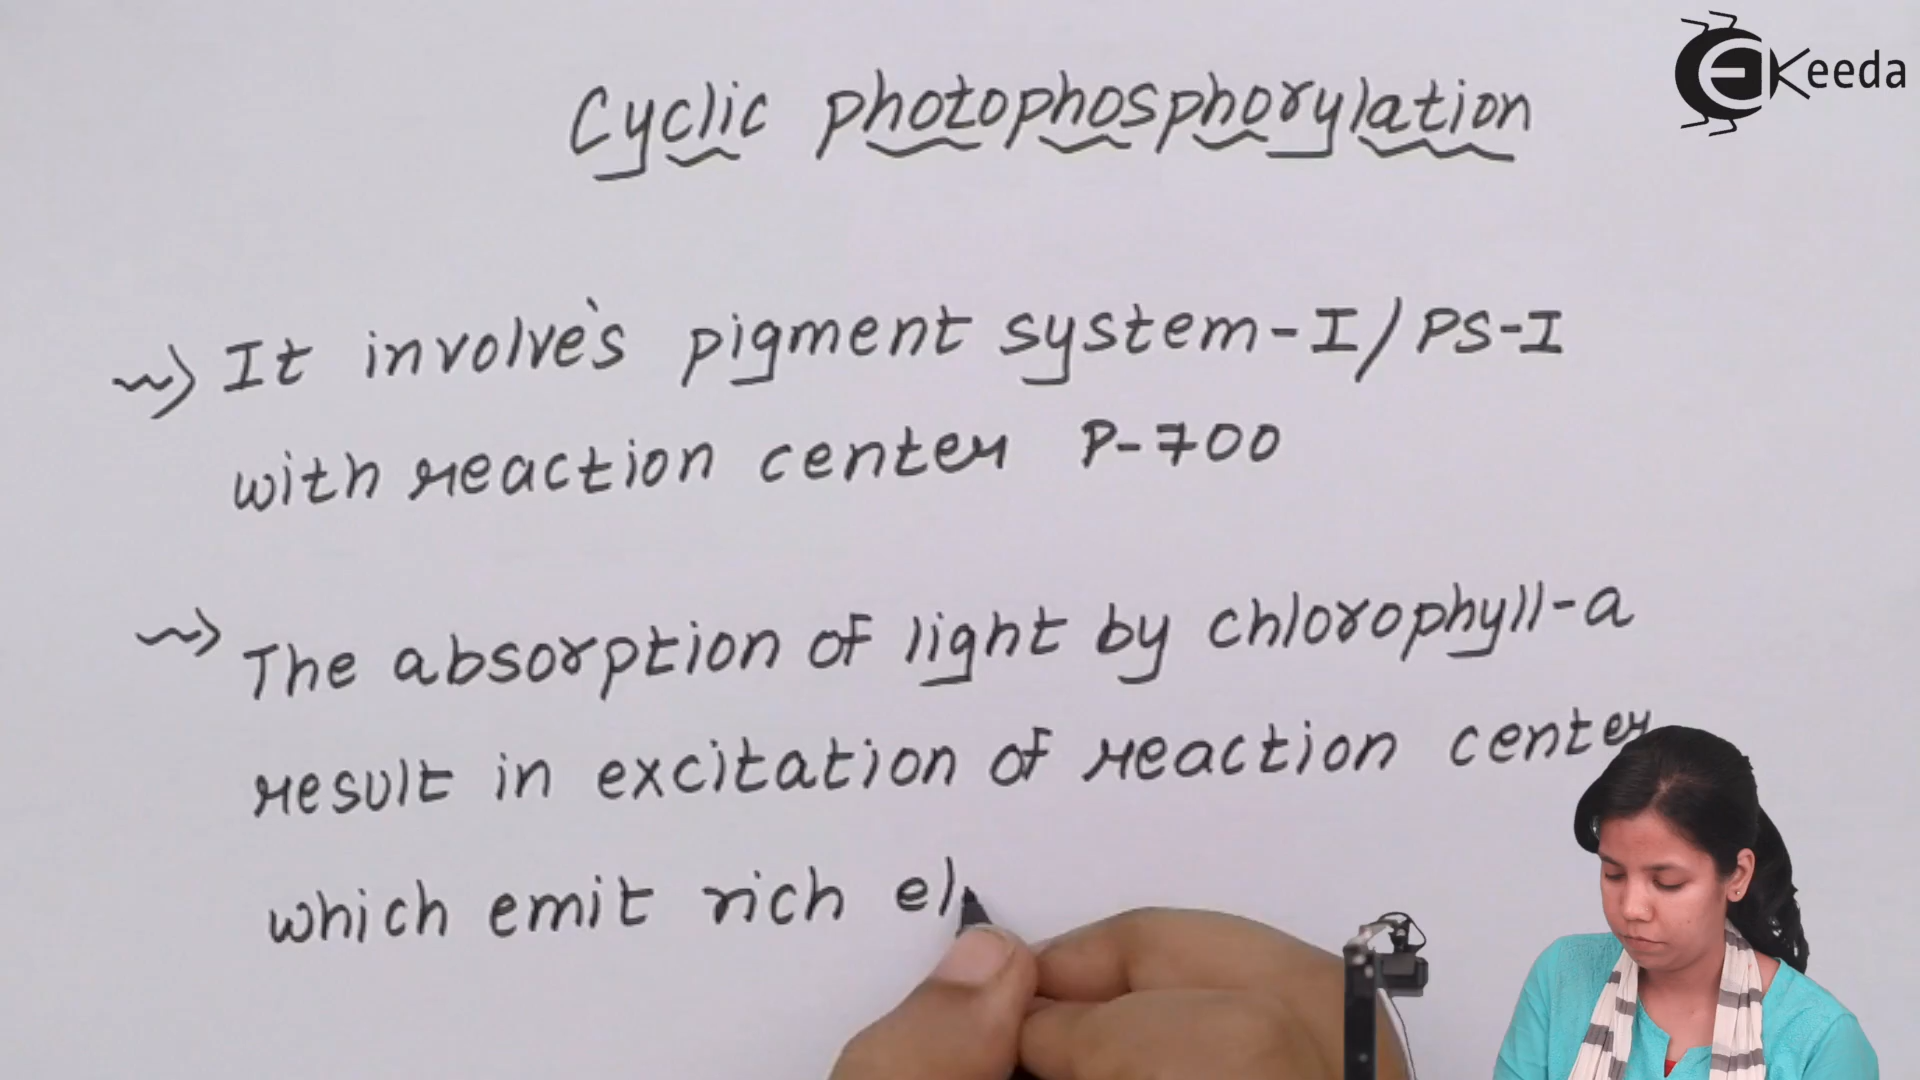 EKeeda
Cyclic photophosphorylation
It involve's pigment system-I/PS-I
with reaction center P-700
The absorption of light by chlorophyll-a
result in excitation of reaction center
which emit rich el